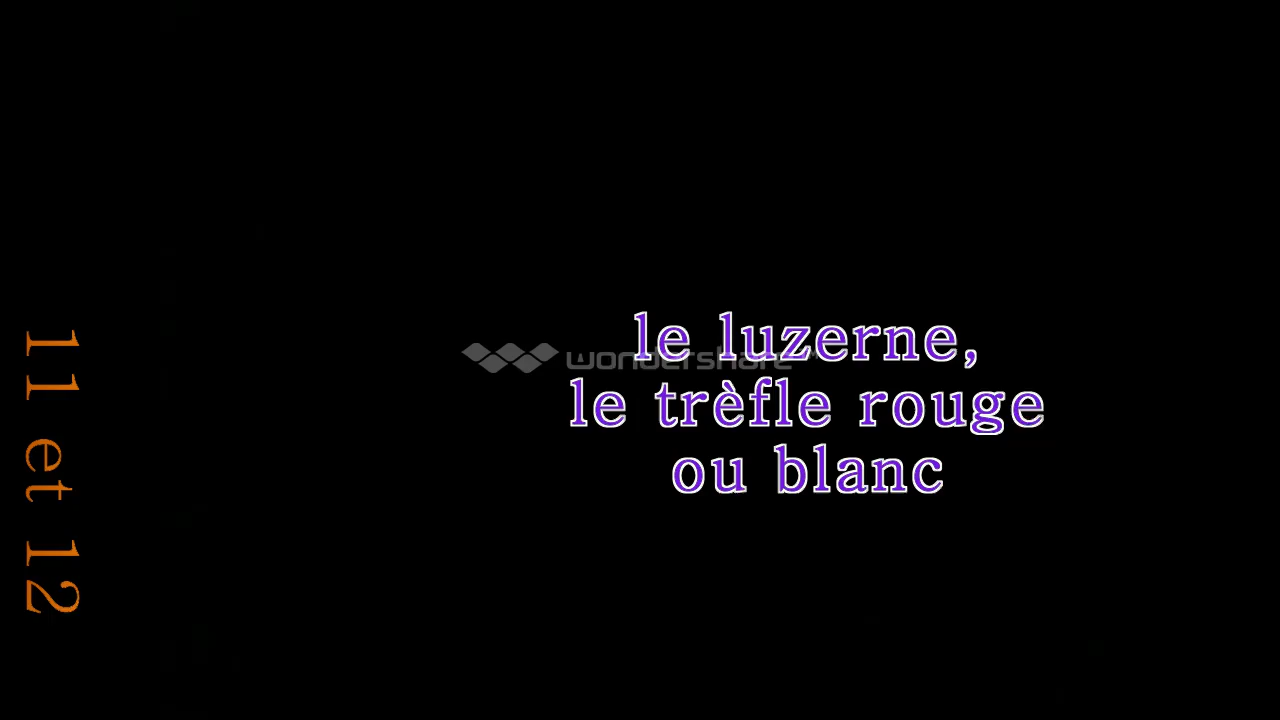 11 et 12
wondershare
le luzerne,
le trèfle rouge
ou blanc